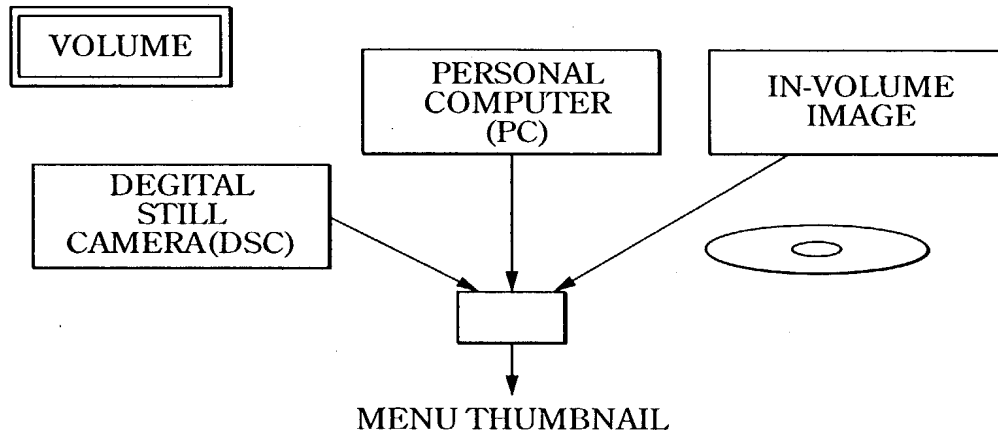 VOLUME
PERSONAL
COMPUTER
(PC)
IN-VOLUME
IMAGE
DEGITAL
STILL
CAMERA(DSC)
MENU THUMBNAIL